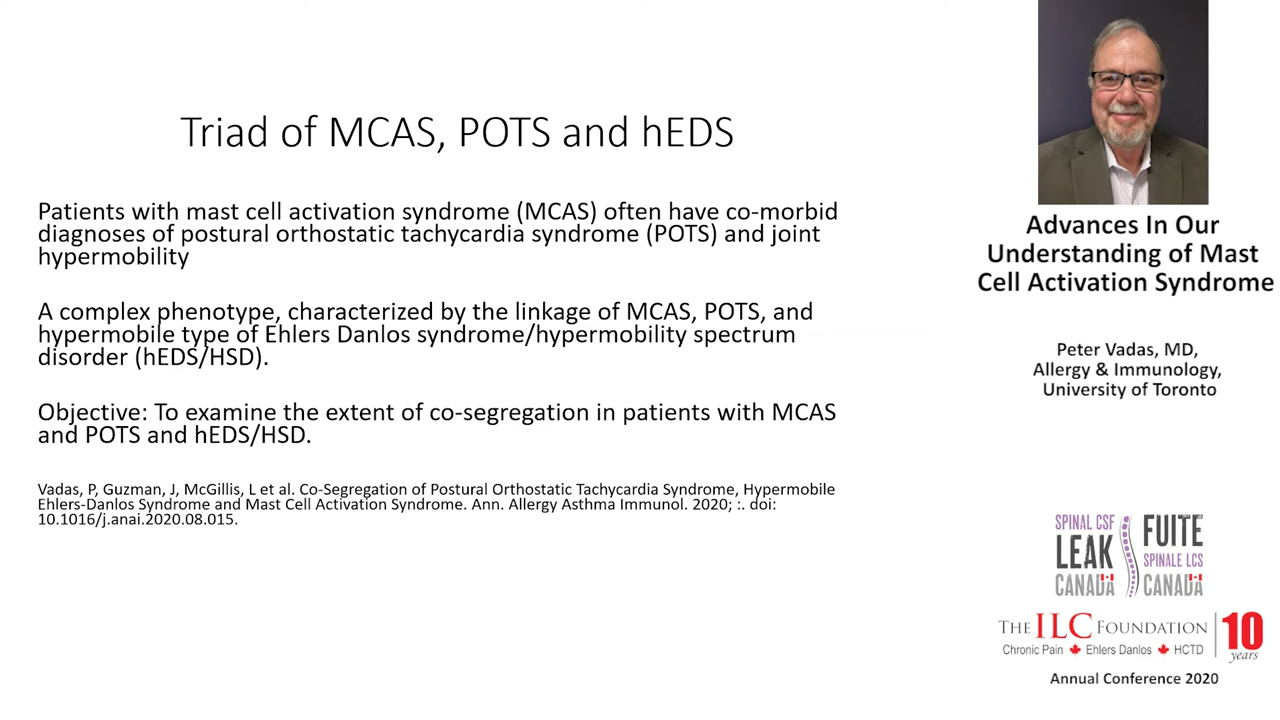 Triad of MCAS, POTS and hEDS
Patients with mast cell activation syndrome (MCAS) often have co-morbid
diagnoses of postural orthostatic tachycardia syndrome (POTS) and joint
hypermobility
A complex phenotype, characterized by the linkage of MCAS, POTS, and
hypermobile type of Ehlers Danlos syndrome/hypermobility spectrum
disorder (hEDS/HSD).
Objective: To examine the extent of co-segregation in patients with MCAS
and POTS and hEDS/HSD.
Vadas, P, Guzman, J, McGillis, L et al. Co-Segregation of Postural Orthostatic Tachycardia Syndrome, Hypermobile
Ehlers-Danlos Syndrome and Mast Cell Activation Syndrome. Ann. Allergy Asthma Immunol. 2020; :. doi:
10.1016/j.anai.2020.08.015.
Advances In Our
Understanding of Mast
Cell Activation Syndrome
Peter Vadas, MD,
Allergy & Immunology,
University of Toronto
SPINAL CSF
LEAK
CANADA
FUITE
SPINALE LCS
CANADA
THE ILC FOUNDATION
Chronic Pain Ehlers Danlos HCTD
10
years
Annual Conference 2020